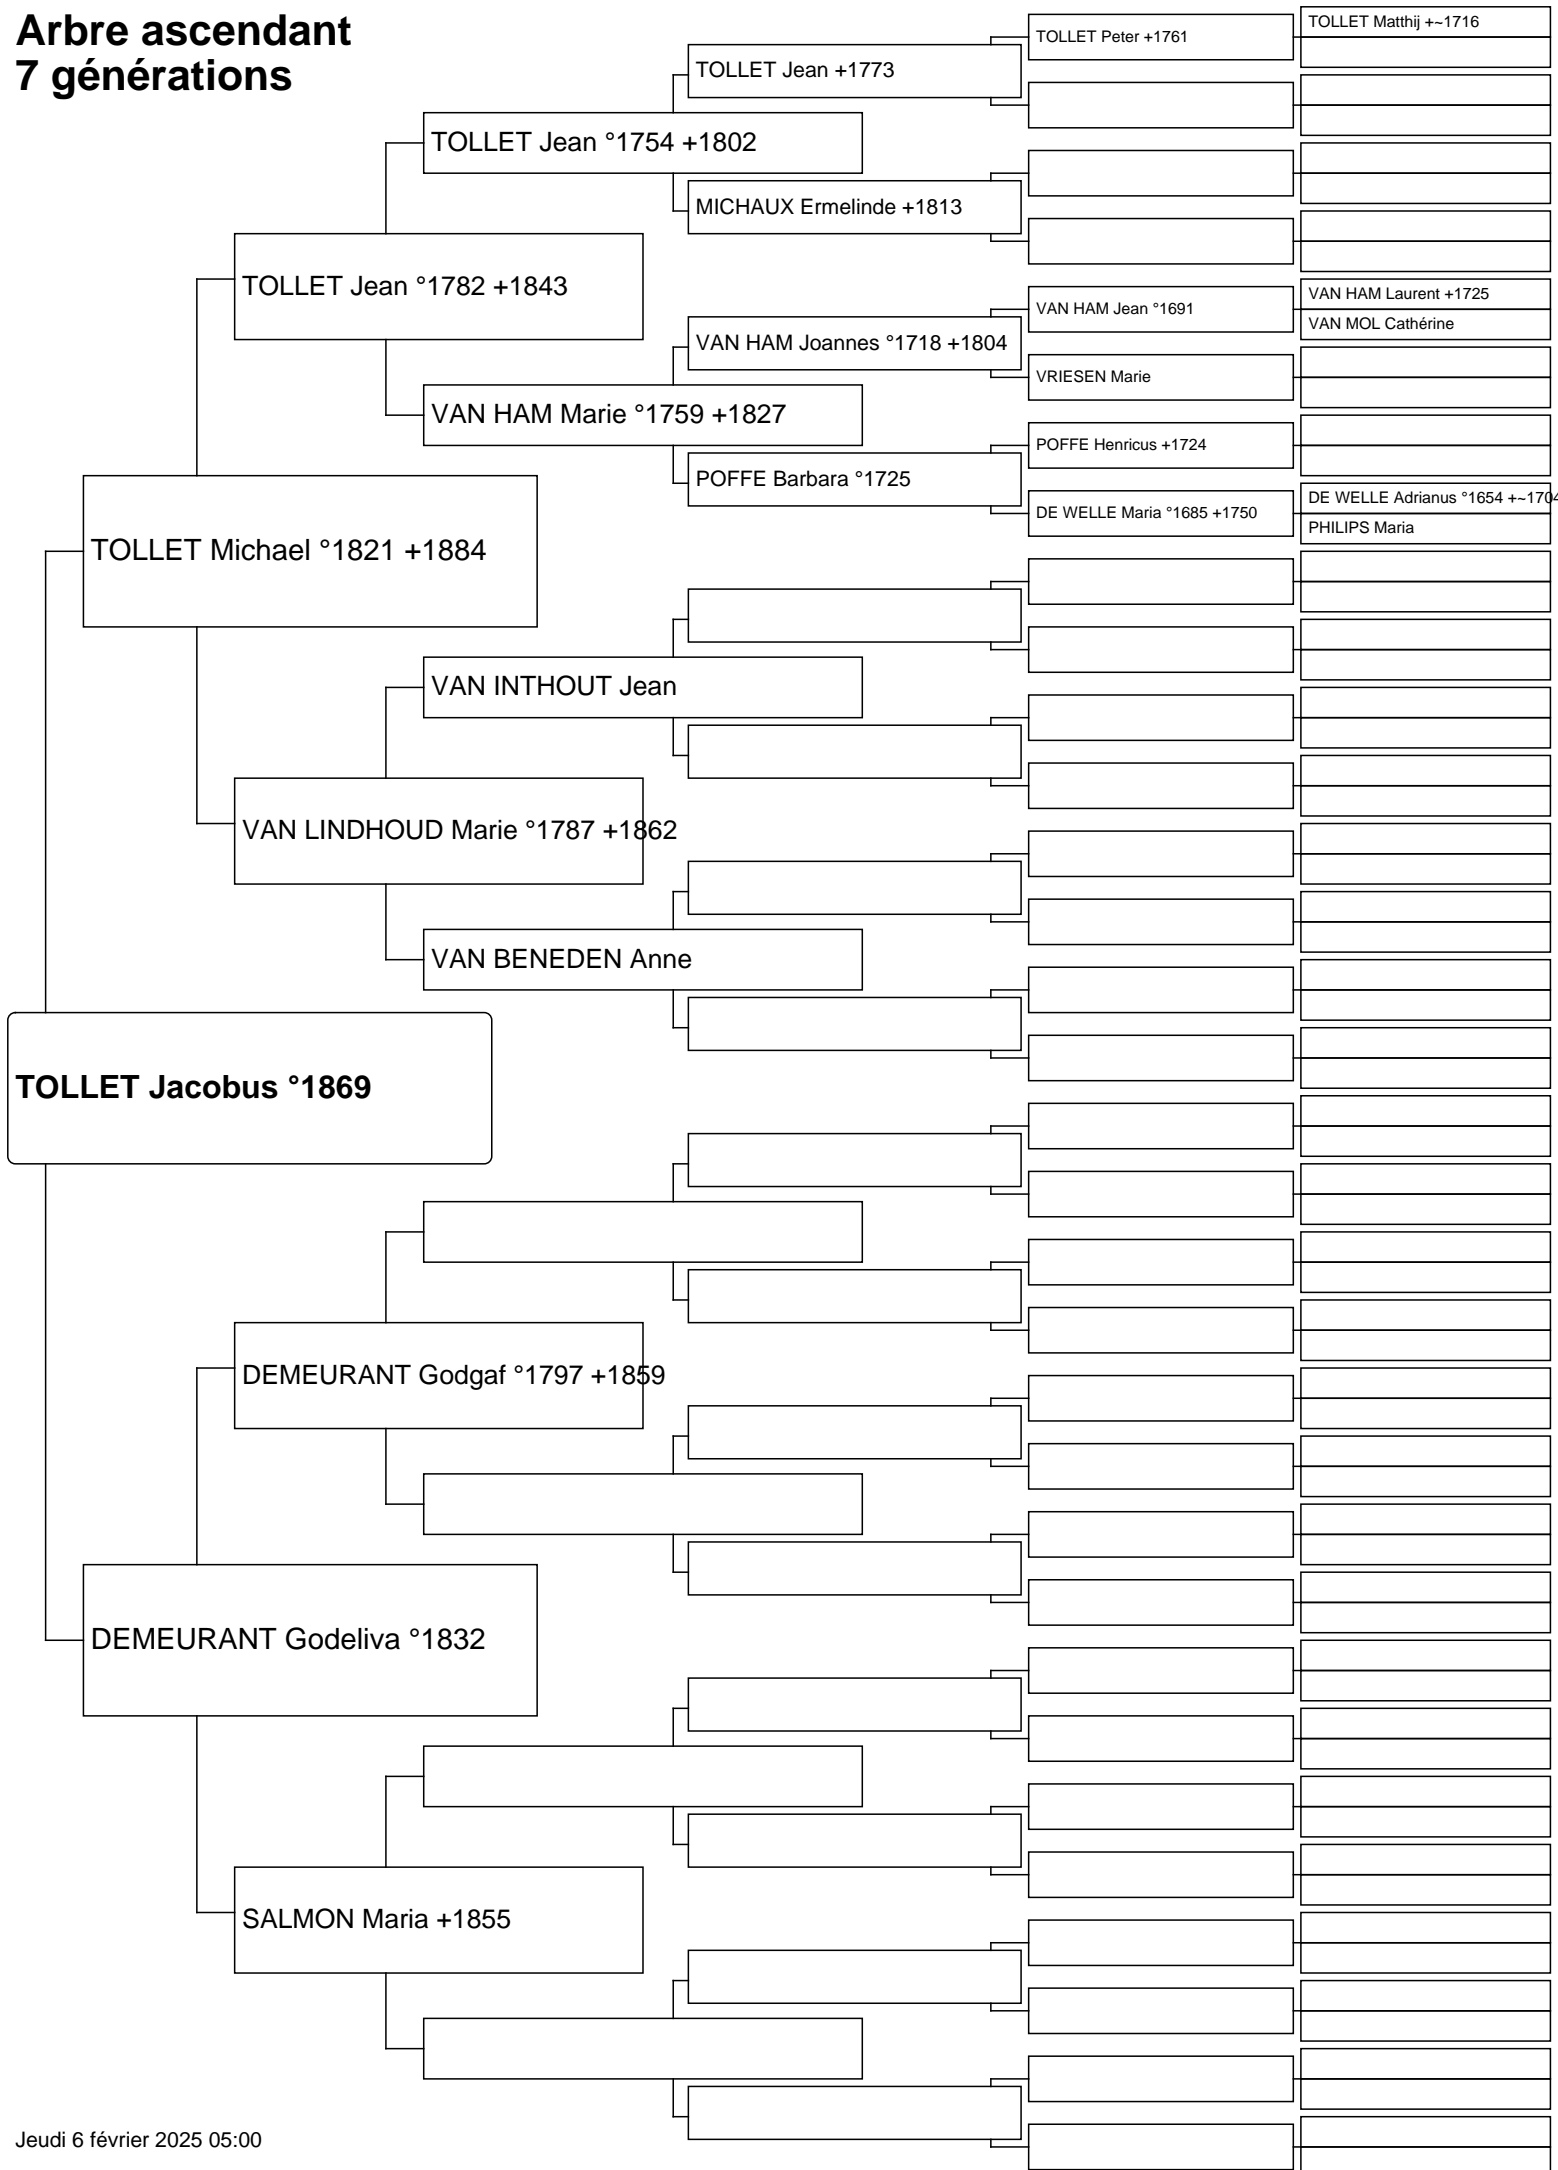 Arbre ascendant
7 générations
TOLLET Jacobus °1869
TOLLET Michael °1821 +1884
DEMEURANT Godeliva °1832
TOLLET Jean °1782 +1843
VAN LINDHOUD Marie °1787 +1862
DEMEURANT Godgaf °1797 +1859
SALMON Maria +1855
TOLLET Jean °1754 +1802
VAN HAM Marie °1759 +1827
VAN INTHOUT Jean
VAN BENEDEN Anne
TOLLET Jean +1773
MICHAUX Ermelinde +1813
VAN HAM Joannes °1718 +1804
POFFE Barbara °1725
TOLLET Peter +1761
VAN HAM Jean °1691
VRIESEN Marie
POFFE Henricus +1724
DE WELLE Maria °1685 +1750
TOLLET Matthij +~1716
VAN HAM Laurent +1725
VAN MOL Cathérine
DE WELLE Adrianus °1654 +~1704
PHILIPS Maria
Jeudi 6 février 2025 05:00